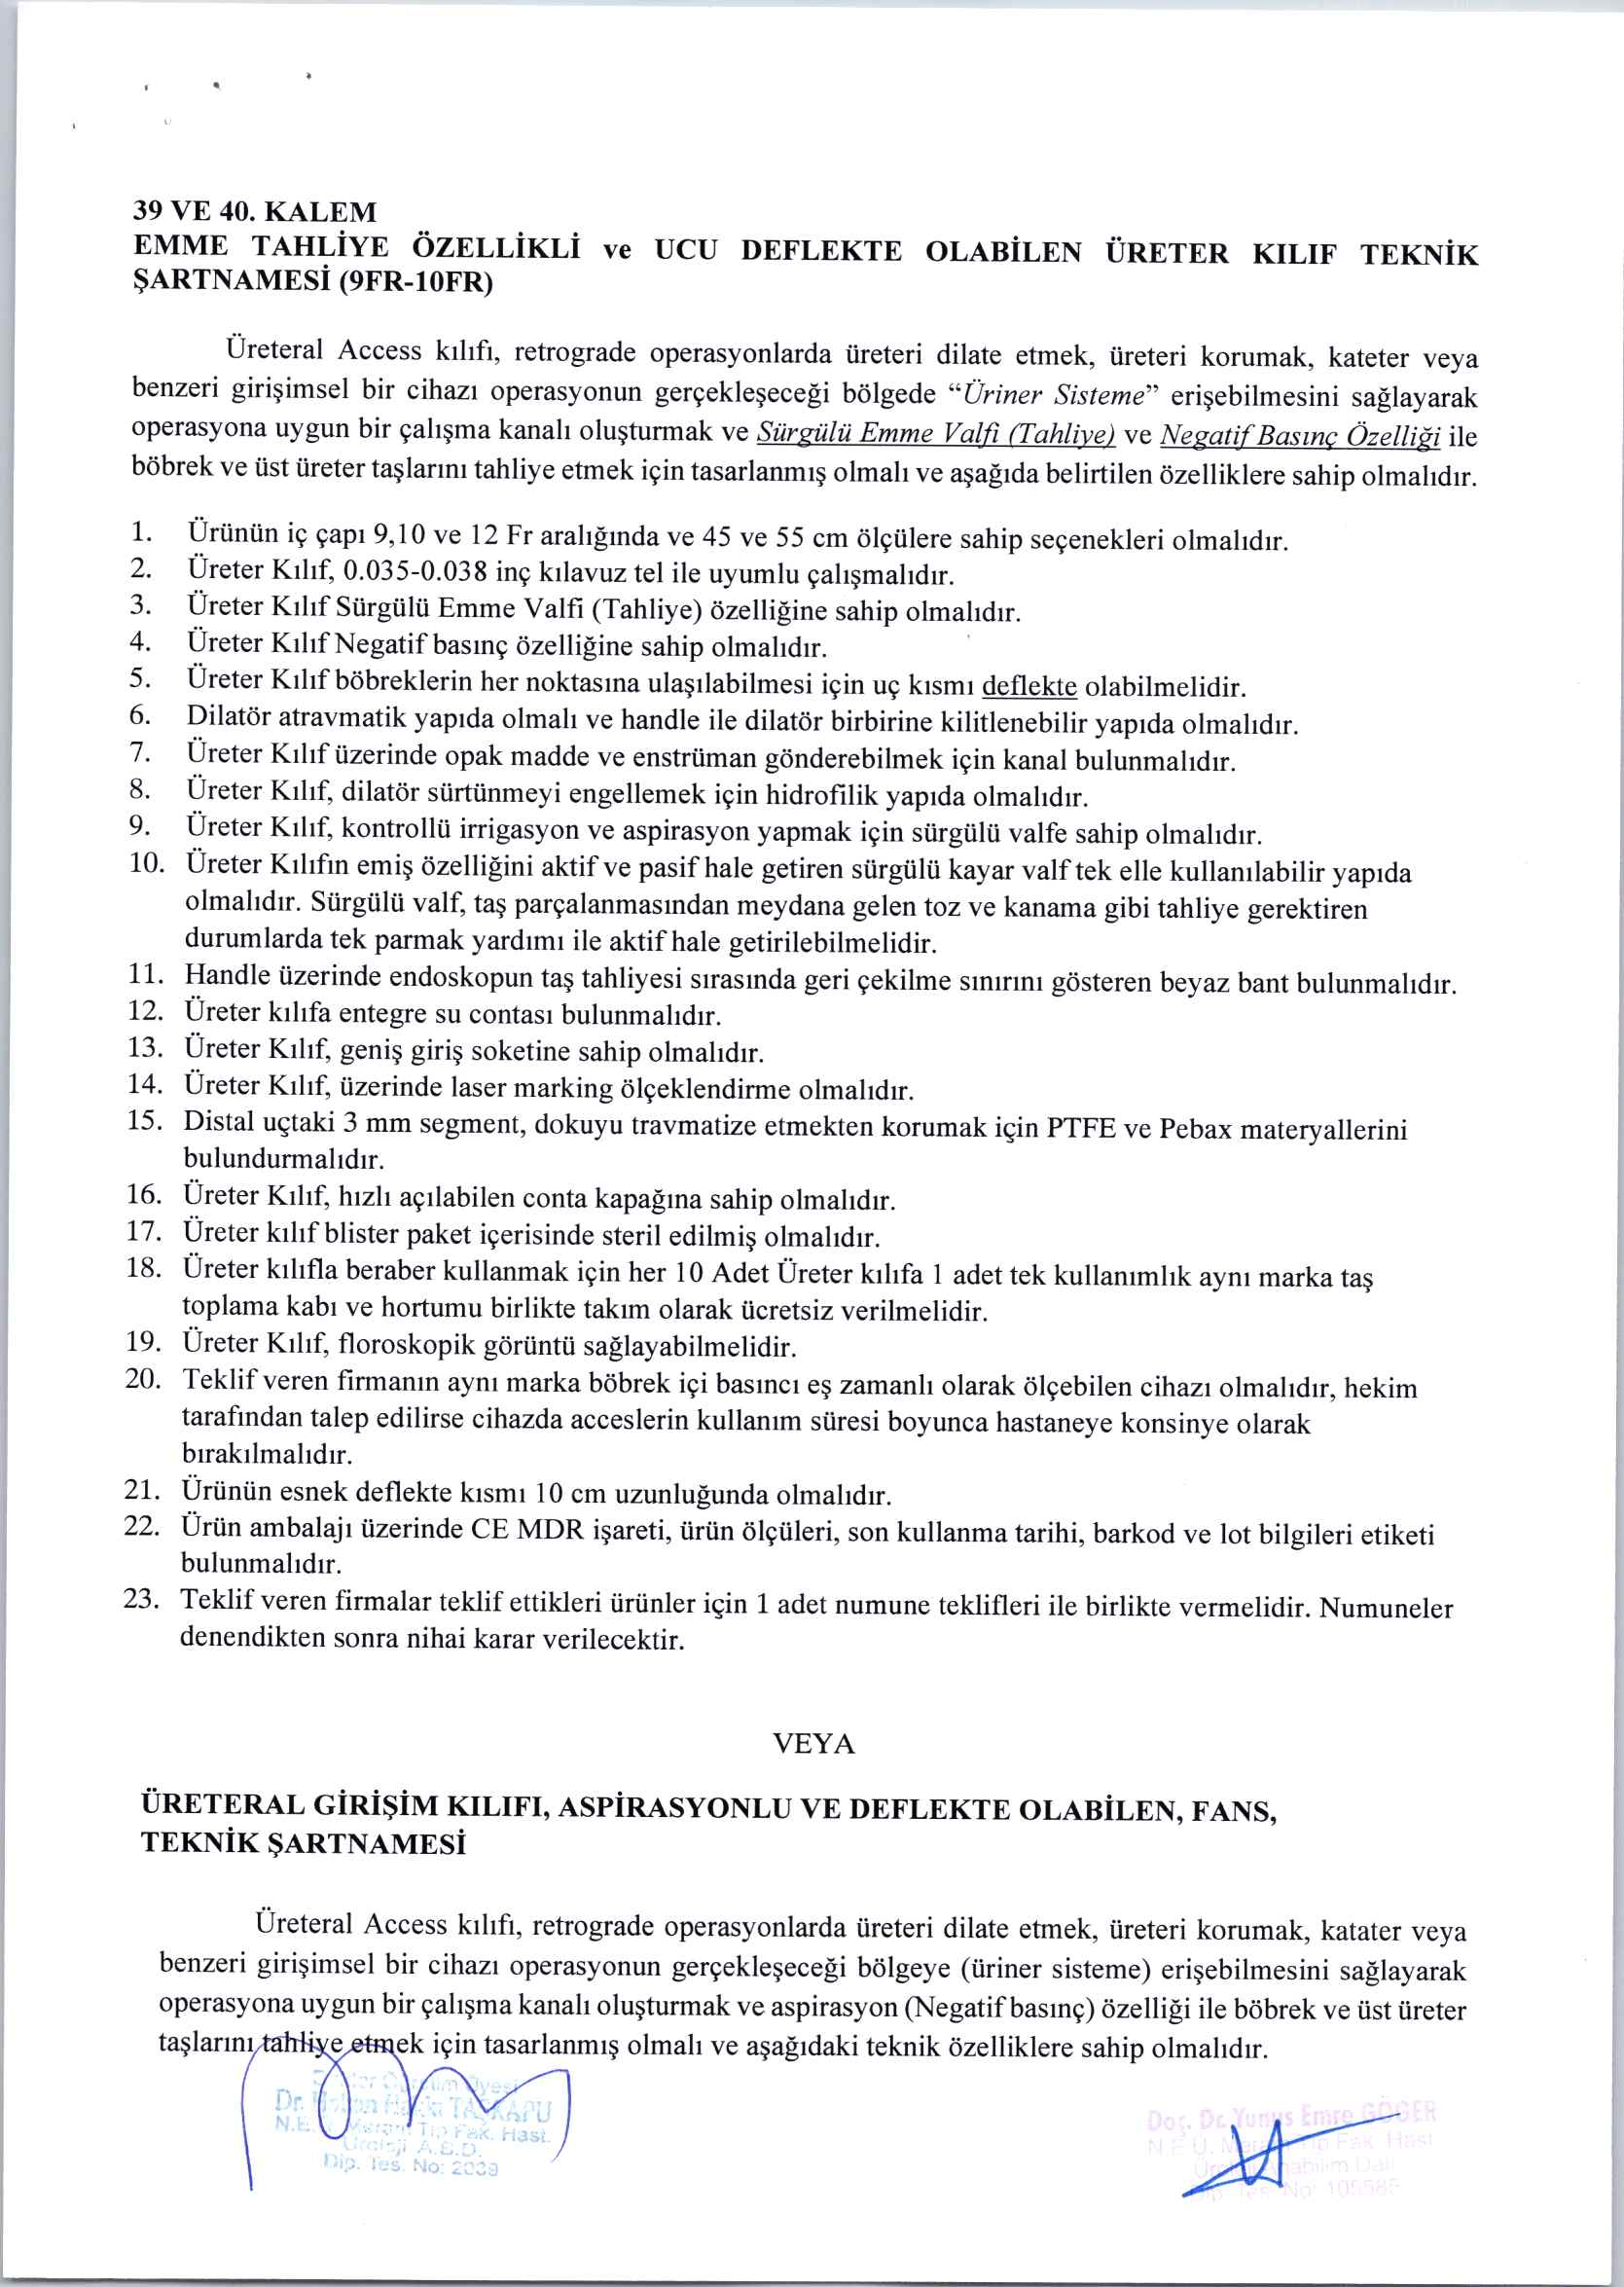 39 VE 40. KALEM
EMME TAHLİYE ÖZELLİKLİ ve UCU DEFLEKTE OLABİLEN ÜRETER KILIF TEKNİK
ŞARTNAMESİ (9FR-10FR)
Üreteral Access kılıfı, retrograde operasyonlarda üreteri dilate etmek, üreteri korumak, kateter veya
benzeri girişimsel bir cihazı operasyonun gerçekleşeceği bölgede “Üriner Sisteme” erişebilmesini sağlayarak
operasyona uygun bir çalışma kanalı oluşturmak ve Sürgülü Emme Valfi (Tahliye) ve Negatif Basınç Özelliği ile
böbrek ve üst üreter taşlarını tahliye etmek için tasarlanmış olmalı ve aşağıda belirtilen özelliklere sahip olmalıdır.
1. Ürünün iç çapı 9,10 ve 12 Fr aralığında ve 45 ve 55 cm ölçülere sahip seçenekleri olmalıdır.
2. Üreter Kılıf, 0.035-0.038 inç kılavuz tel ile uyumlu çalışmalıdır.
3. Üreter Kılıf Sürgülü Emme Valfi (Tahliye) özelliğine sahip olmalıdır.
4. Üreter Kılıf Negatif basınç özelliğine sahip olmalıdır.
5. Üreter Kılıf böbreklerin her noktasına ulaşılabilmesi için uç kısmı deflekte olabilmelidir.
6. Dilatör atravmatik yapıda olmalı ve handle ile dilatör birbirine kilitlenebilir yapıda olmalıdır.
7. Üreter Kılıf üzerinde opak madde ve enstrüman gönderebilmek için kanal bulunmalıdır.
8. Üreter Kılıf, dilatör sürtünmeyi engellemek için hidrofilik yapıda olmalıdır.
9. Üreter Kılıf, kontrollü irrigasyon ve aspirasyon yapmak için sürgülü valfe sahip olmalıdır.
10. Üreter Kılıfın emiş özelliğini aktif ve pasif hale getiren sürgülü kayar valf tek elle kullanılabilir yapıda
olmalıdır. Sürgülü valf, taş parçalanmasından meydana gelen toz ve kanama gibi tahliye gerektiren
durumlarda tek parmak yardımı ile aktif hale getirilebilmelidir.
11. Handle üzerinde endoskopun taş tahliyesi sırasında geri çekilme sınırını gösteren beyaz bant bulunmalıdır.
12. Üreter kılıfa entegre su contası bulunmalıdır.
13. Üreter Kılıf, geniş giriş soketine sahip olmalıdır.
14. Üreter Kılıf, üzerinde laser marking ölçeklendirme olmalıdır.
15. Distal uçtaki 3 mm segment, dokuyu travmatize etmekten korumak için PTFE ve Pebax materyallerini
bulundurmalıdır.
16. Üreter Kılıf, hızlı açılabilen conta kapağına sahip olmalıdır.
17. Üreter kılıf blister paket içerisinde steril edilmiş olmalıdır.
18. Üreter kılıfla beraber kullanmak için her 10 Adet Üreter kılıfa 1 adet tek kullanımlık aynı marka taş
toplama kabı ve hortumu birlikte takım olarak ücretsiz verilmelidir.
19. Üreter Kılıf, floroskopik görüntü sağlayabilmelidir.
20. Teklif veren firmanın aynı marka böbrek içi basıncı eş zamanlı olarak ölçebilen cihazı olmalıdır, hekim
tarafından talep edilirse cihazda acceslerin kullanım süresi boyunca hastaneye konsinye olarak
bırakılmalıdır.
21. Ürünün esnek deflekte kısmı 10 cm uzunluğunda olmalıdır.
22. Ürün ambalajı üzerinde CE MDR işareti, ürün ölçüleri, son kullanma tarihi, barkod ve lot bilgileri etiketi
bulunmalıdır.
23. Teklif veren firmalar teklif ettikleri ürünler için 1 adet numune teklifleri ile birlikte vermelidir. Numuneler
denendikten sonra nihai karar verilecektir.
VEYA
ÜRETERAL GİRİŞİM KILIFI, ASPİRASYONLU VE DEFLEKTE OLABİLEN, FANS,
TEKNİK ŞARTNAMESİ
Üreteral Access kılıfı, retrograde operasyonlarda üreteri dilate etmek, üreteri korumak, katater veya
benzeri girişimsel bir cihazı operasyonun gerçekleşeceği bölgeye (üriner sisteme) erişebilmesini sağlayarak
operasyona uygun bir çalışma kanalı oluşturmak ve aspirasyon (Negatif basınç) özelliği ile böbrek ve üst üreter
taşlarını tahliye etmek için tasarlanmış olmalı ve aşağıdaki teknik özelliklere sahip olmalıdır.
Dr. TAŞKAPU
Meram Tıp Fak. Hast.
Üroloji A.B.D.
Dip. Tes. No:
Doç. Dr. Yunus Emre GÖGER
N.E.Ü. Meram Tıp Fak. Hast.
Anabilim Dalı
Tes. No: 105585